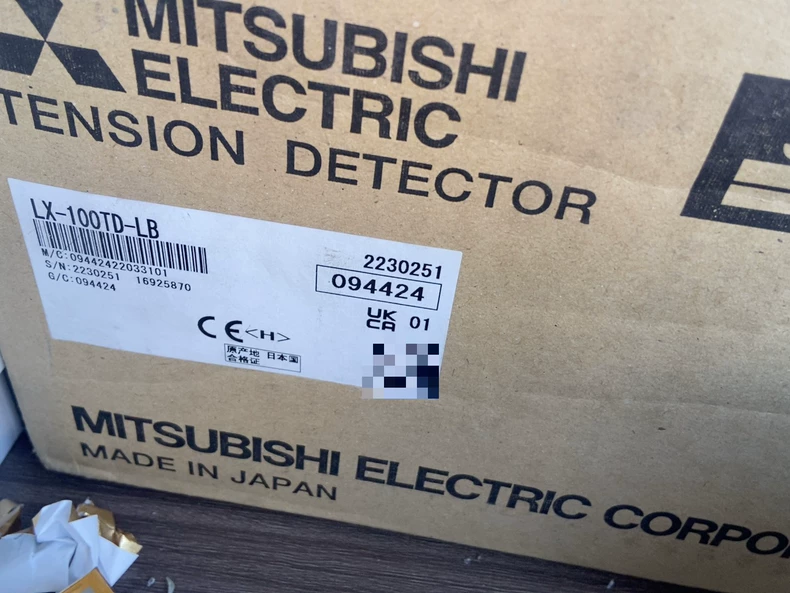 MITSUBISHI
ELECTRIC
TENSION DETECTOR
LX-100TD-LB
M/C:09442422033101
S/N:2230251 16925870
G/C:094424
2230251
094424
UK
CA 01
CE <H>
原产地 日本国
合格证
MITSUBISHI ELECTRIC CORPO
MADE IN JAPAN